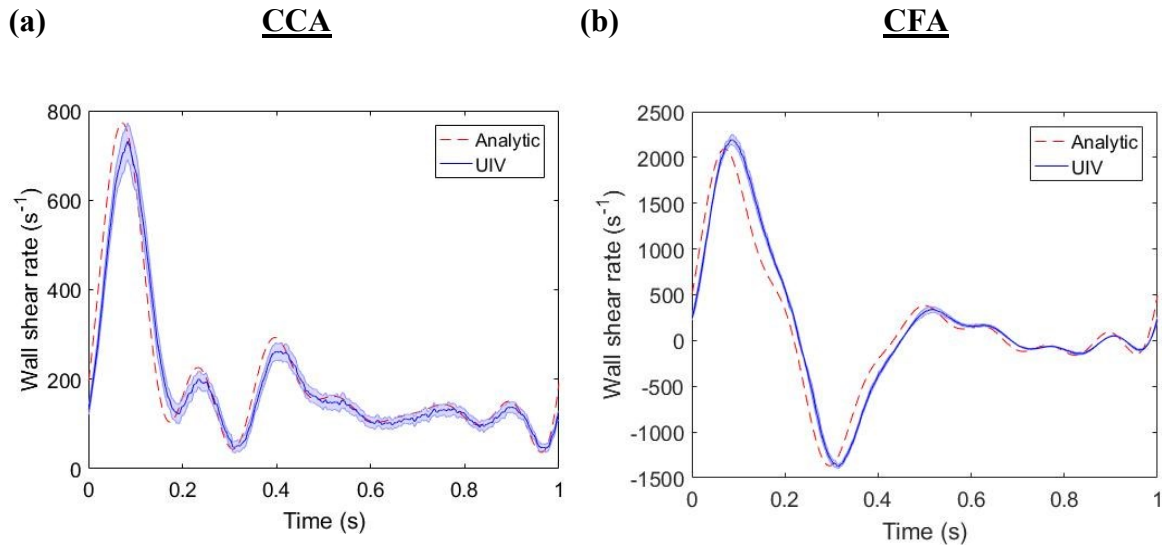 (a) CCA
800
600
400
200
0
0 0.2 0.4 0.6 0.8 1
Wall shear rate (s-1)
Time (s)
Analytic
UIV
(b) CFA
2500
2000
1500
1000
500
0
-500
-1000
-1500
0 0.2 0.4 0.6 0.8 1
Wall shear rate (s-1)
Time (s)
Analytic
UIV